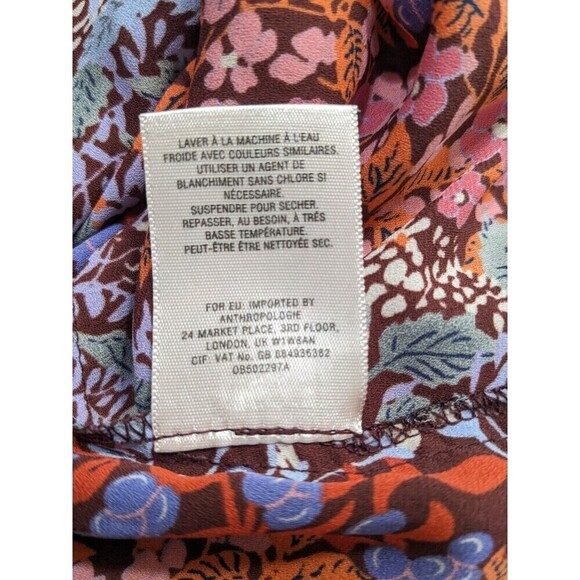 LAVER À LA MACHINE À L'EAU
FROIDE AVEC COULEURS SIMILAIRES.
UTILISER UN AGENT DE
BLANCHIMENT SANS CHLORE SI
NÉCESSAIRE.
SUSPENDRE POUR SECHER.
REPASSER, AU BESOIN, À TRÈS
BASSE TEMPÉRATURE.
PEUT-ÊTRE ÊTRE NETTOYÉE SEC.
FOR EU: IMPORTED BY
ANTHROPOLOGIE
24 MARKET PLACE, 3RD FLOOR,
LONDON, UK W1W8AN
CIF: VAT No. GB 684936362
0B502297A